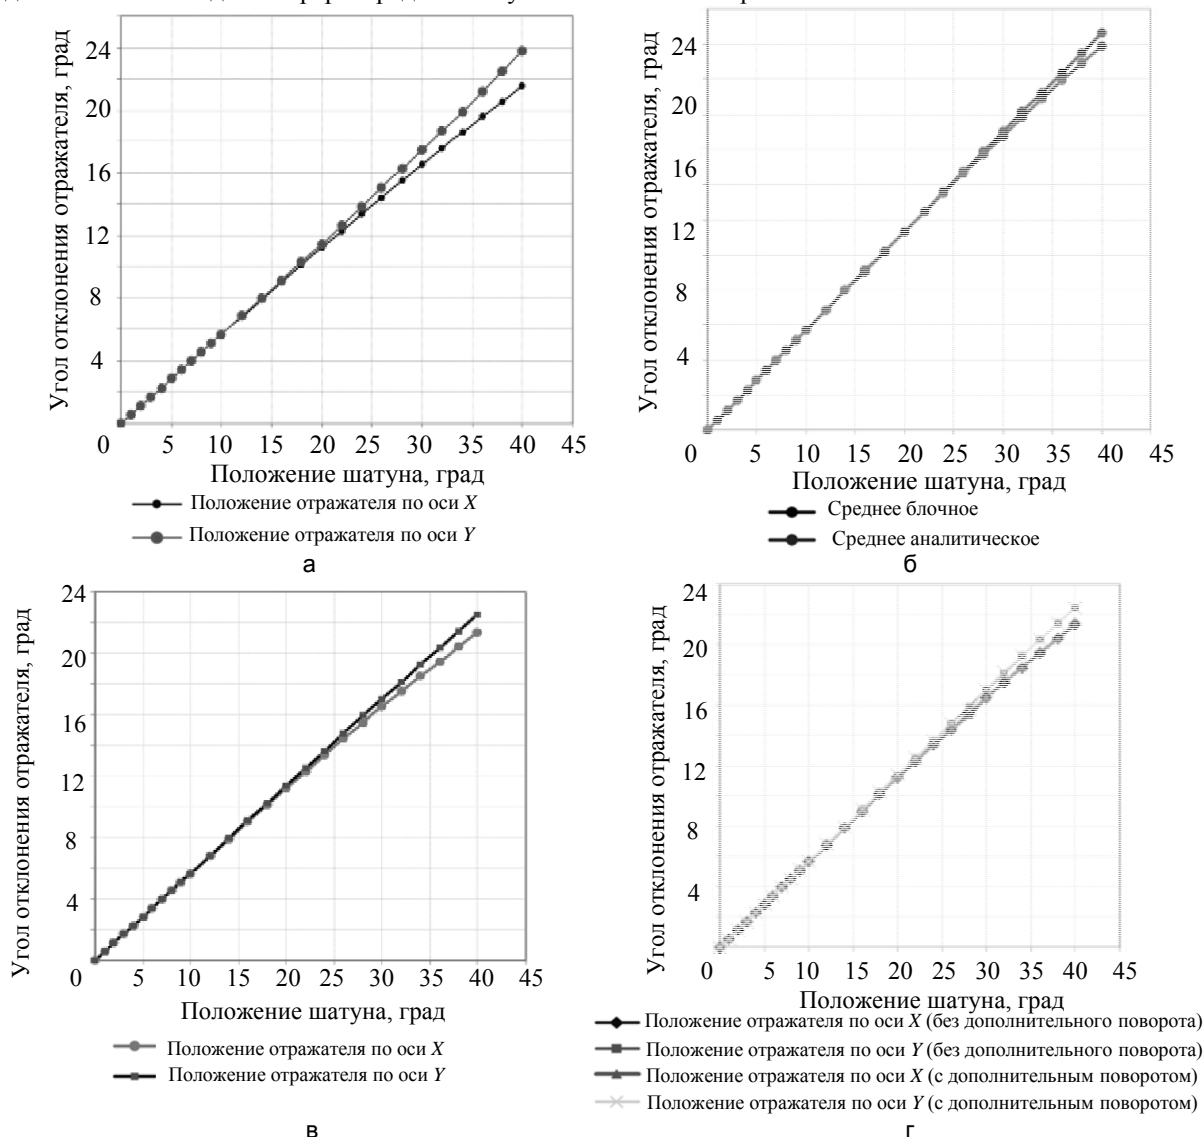 Угол отклонения отражателя, град
24
20
16
12
8
4
0 5 10 15 20 25 30 35 40 45
Положение шатуна, град
Положение отражателя по оси X
Положение отражателя по оси Y
а
Угол отклонения отражателя, град
24
20
16
12
8
4
0 5 10 15 20 25 30 35 40 45
Положение шатуна, град
Среднее блочное
Среднее аналитическое
б
Угол отклонения отражателя, град
24
20
16
12
8
4
0 5 10 15 20 25 30 35 40 45
Положение шатуна, град
Положение отражателя по оси X
Положение отражателя по оси Y
в
Угол отклонения отражателя, град
24
20
16
12
8
4
0 5 10 15 20 25 30 35 40 45
Положение шатуна, град
Положение отражателя по оси X (без дополнительного поворота)
Положение отражателя по оси Y (без дополнительного поворота)
Положение отражателя по оси X (с дополнительным поворотом)
Положение отражателя по оси Y (с дополнительным поворотом)
г